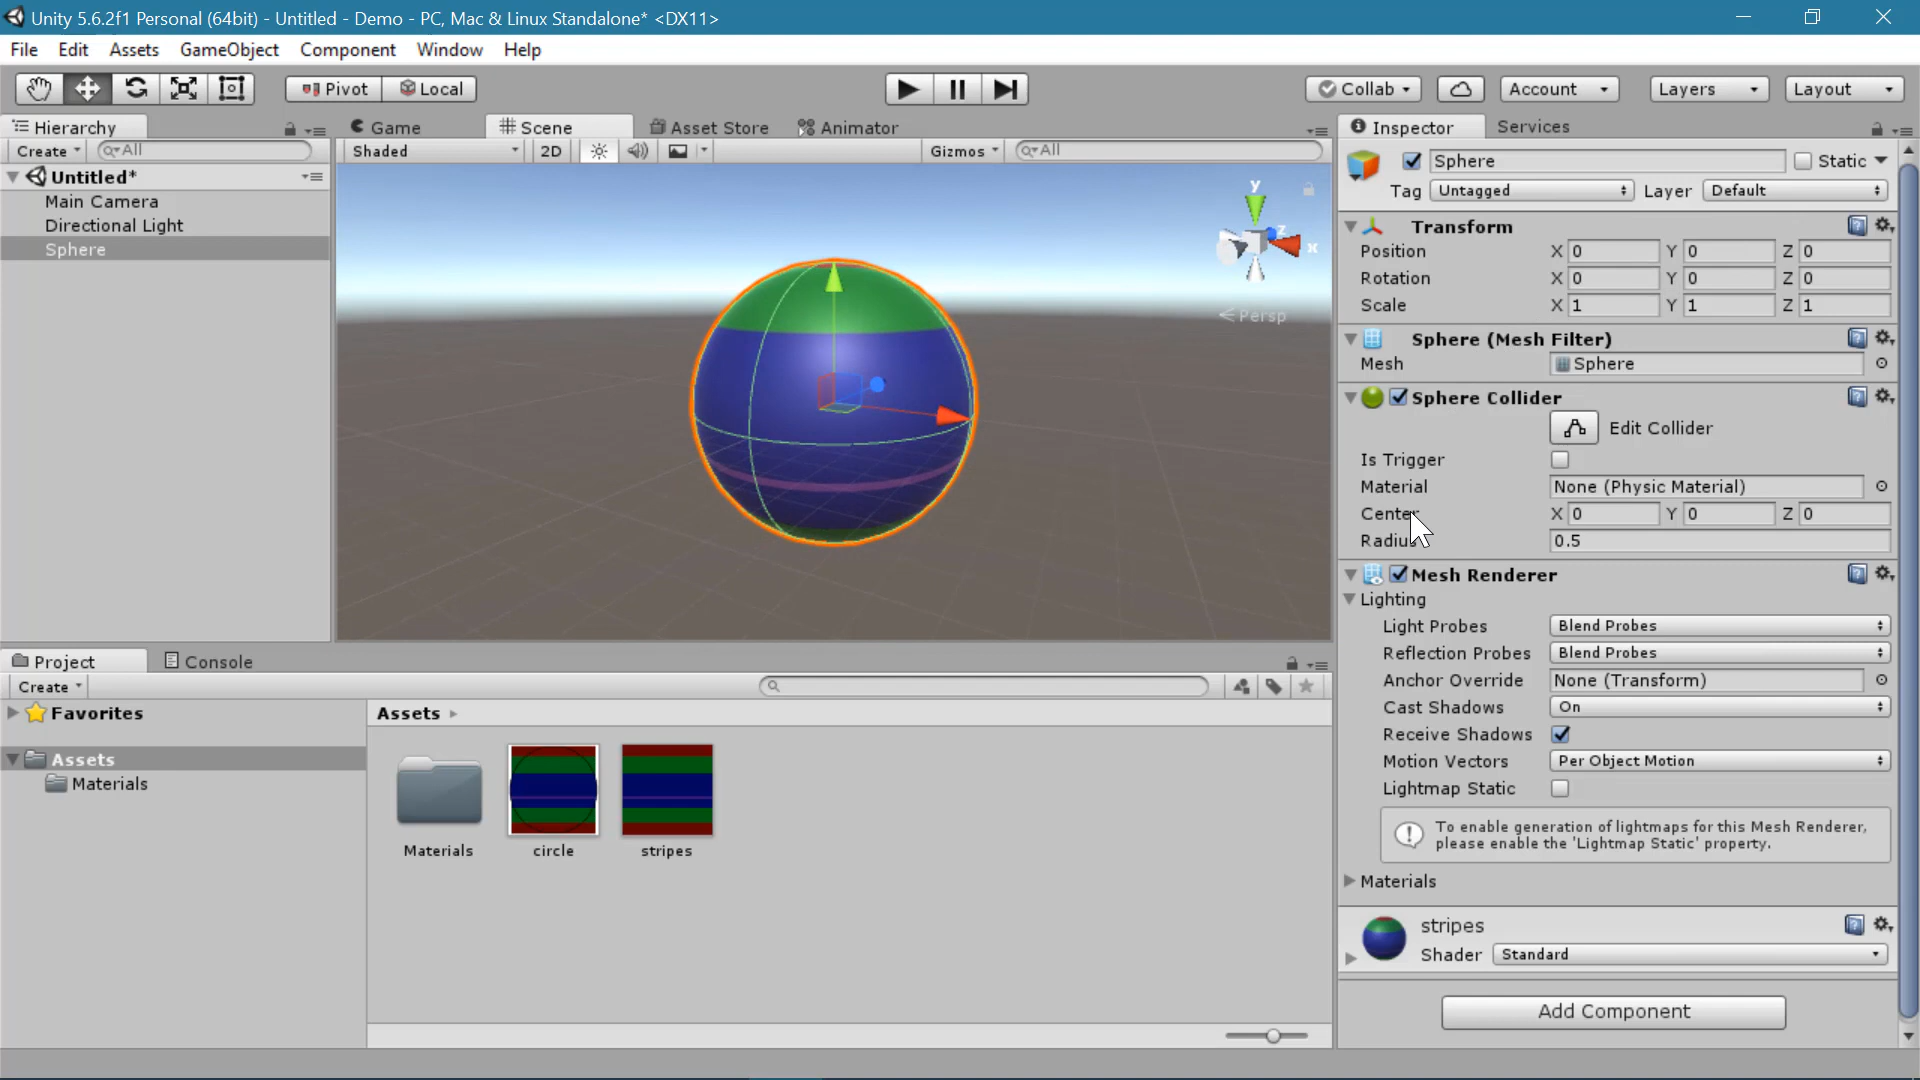 Unity 5.6.2f1 Personal (64bit) - Untitled - Demo - PC, Mac & Linux Standalone* <DX11>
File Edit Assets GameObject Component Window Help
Pivot Local Collab Account Layers Layout
Hierarchy
Create All
Untitled*
Main Camera
Directional Light
Sphere
Game Scene Asset Store Animator
Shaded 2D Gizmos All
y
z
x
Persp
Project Console
Create
Favorites
Assets
Materials
Assets
Materials circle stripes
Inspector Services
Sphere Static
Tag Untagged Layer Default
Transform
Position X 0 Y 0 Z 0
Rotation X 0 Y 0 Z 0
Scale X 1 Y 1 Z 1
Sphere (Mesh Filter)
Mesh Sphere
Sphere Collider
Edit Collider
Is Trigger
Material None (Physic Material)
Center X 0 Y 0 Z 0
Radius 0.5
Mesh Renderer
Lighting
Light Probes Blend Probes
Reflection Probes Blend Probes
Anchor Override None (Transform)
Cast Shadows On
Receive Shadows
Motion Vectors Per Object Motion
Lightmap Static
To enable generation of lightmaps for this Mesh Renderer,
please enable the 'Lightmap Static' property.
Materials
stripes
Shader Standard
Add Component